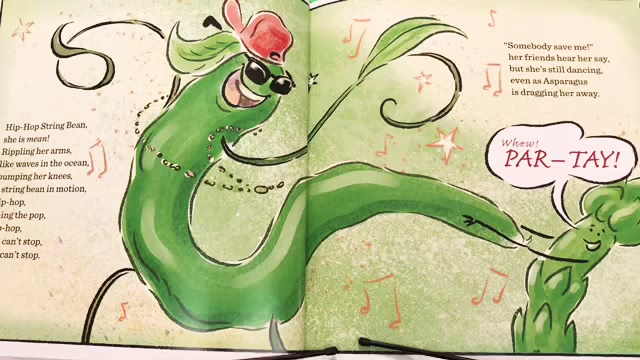 Hip-Hop String Bean,
she is mean!
Rippling her arms,
like waves in the ocean,
pumping her knees,
string bean in motion,
hip-hop,
the pop,
hip-hop,
can't stop,
can't stop.
"Somebody save me!"
her friends hear her say,
but she's still dancing,
even as Asparagus
is dragging her away.
Whew!
PAR–TAY!